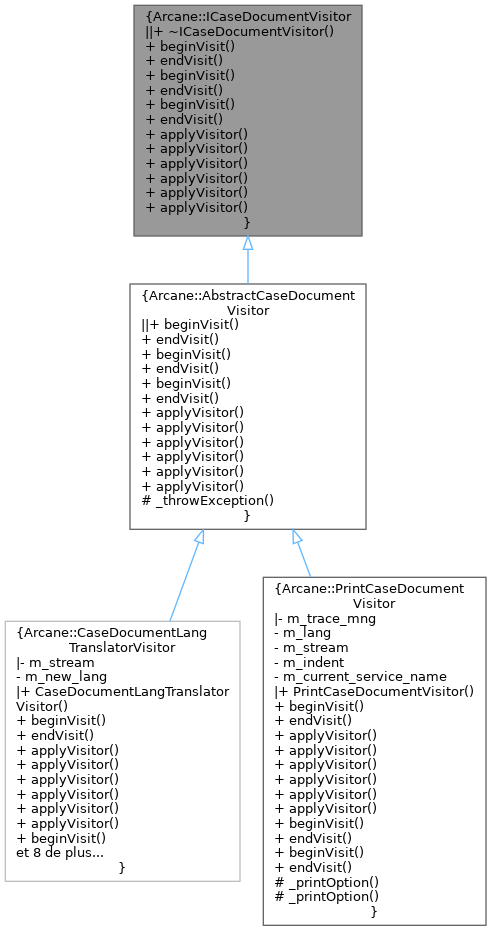 {Arcane::ICaseDocumentVisitor
||+ ~ICaseDocumentVisitor()
+ beginVisit()
+ endVisit()
+ beginVisit()
+ endVisit()
+ beginVisit()
+ endVisit()
+ applyVisitor()
+ applyVisitor()
+ applyVisitor()
+ applyVisitor()
+ applyVisitor()
+ applyVisitor()
}
{Arcane::AbstractCaseDocument
Visitor
||+ beginVisit()
+ endVisit()
+ beginVisit()
+ endVisit()
+ beginVisit()
+ endVisit()
+ applyVisitor()
+ applyVisitor()
+ applyVisitor()
+ applyVisitor()
+ applyVisitor()
+ applyVisitor()
# _throwException()
}
{Arcane::CaseDocumentLang
TranslatorVisitor
|- m_stream
- m_new_lang
|+ CaseDocumentLangTranslator
Visitor()
+ beginVisit()
+ endVisit()
+ applyVisitor()
+ applyVisitor()
+ applyVisitor()
+ applyVisitor()
+ applyVisitor()
+ applyVisitor()
+ beginVisit()
et 8 de plus...
}
{Arcane::PrintCaseDocument
Visitor
|- m_trace_mng
- m_lang
- m_stream
- m_indent
- m_current_service_name
|+ PrintCaseDocumentVisitor()
+ beginVisit()
+ endVisit()
+ applyVisitor()
+ applyVisitor()
+ applyVisitor()
+ applyVisitor()
+ applyVisitor()
+ applyVisitor()
+ beginVisit()
+ endVisit()
+ beginVisit()
+ endVisit()
# _printOption()
# _printOption()
}